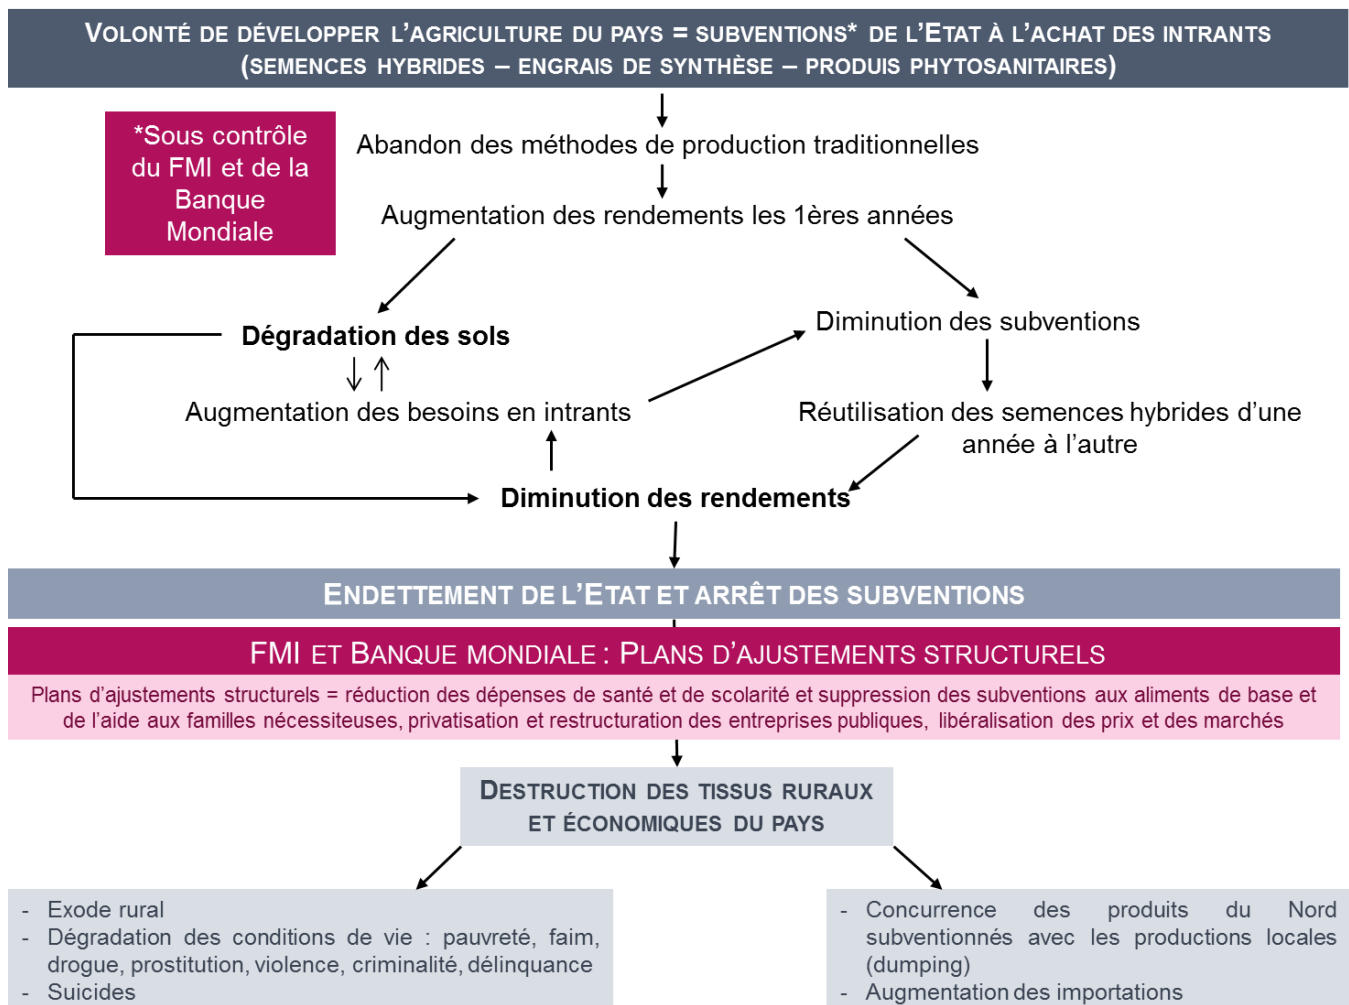 VOLONTÉ DE DÉVELOPPER L'AGRICULTURE DU PAYS = SUBVENTIONS* DE L'ETAT À L'ACHAT DES INTRANTS
(SEMENCES HYBRIDES – ENGRAIS DE SYNTHÈSE – PRODUIS PHYTOSANITAIRES)
*Sous contrôle
du FMI et de la
Banque
Mondiale
Abandon des méthodes de production traditionnelles
Augmentation des rendements les 1ères années
Dégradation des sols
Diminution des subventions
Augmentation des besoins en intrants
Réutilisation des semences hybrides d'une
année à l'autre
Diminution des rendements
ENDETTEMENT DE L'ETAT ET ARRÊT DES SUBVENTIONS
FMI ET BANQUE MONDIALE : PLANS D'AJUSTEMENTS STRUCTURELS
Plans d'ajustements structurels = réduction des dépenses de santé et de scolarité et suppression des subventions aux aliments de base et
de l'aide aux familles nécessiteuses, privatisation et restructuration des entreprises publiques, libéralisation des prix et des marchés
DESTRUCTION DES TISSUS RURAUX
ET ÉCONOMIQUES DU PAYS
- Exode rural
- Dégradation des conditions de vie : pauvreté, faim,
drogue, prostitution, violence, criminalité, délinquance
- Suicides
- Concurrence des produits du Nord
subventionnés avec les productions locales
(dumping)
- Augmentation des importations